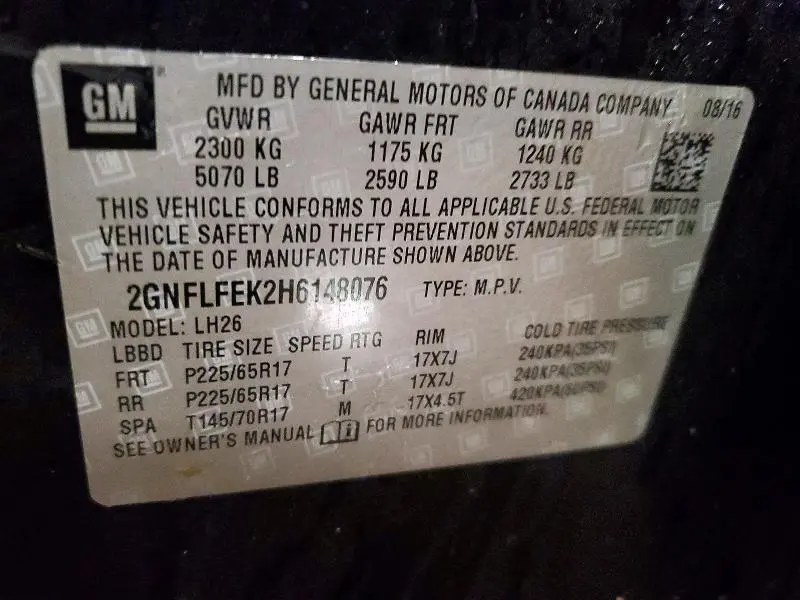 GM
MFD BY GENERAL MOTORS OF CANADA COMPANY 08/16
GVWR GAWR FRT GAWR RR
2300 KG 1175 KG 1240 KG
5070 LB 2590 LB 2733 LB
THIS VEHICLE CONFORMS TO ALL APPLICABLE U.S. FEDERAL MOTOR
VEHICLE SAFETY AND THEFT PREVENTION STANDARDS IN EFFECT ON
THE DATE OF MANUFACTURE SHOWN ABOVE.
2GNFLFEK2H6148076 TYPE: M.P.V.
MODEL: LH26
LBBD TIRE SIZE SPEED RTG RIM COLD TIRE PRESSURE
FRT P225/65R17 T 17X7J 240KPA(35PSI)
RR P225/65R17 T 17X7J 240KPA(35PSI)
SPA T145/70R17 M 17X4.5T 420KPA(60PSI)
SEE OWNER'S MANUAL FOR MORE INFORMATION.